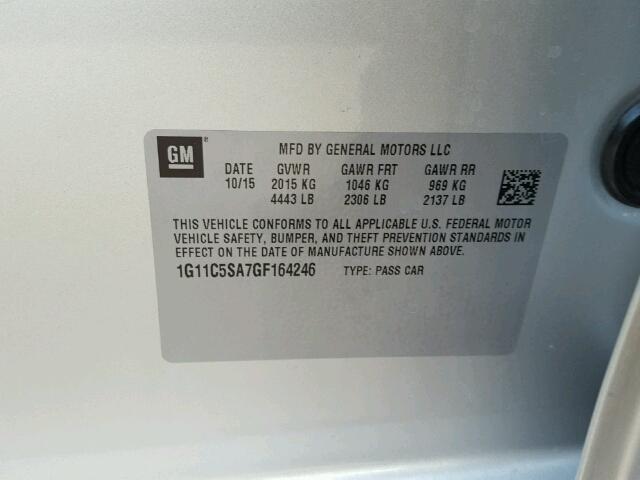 GM ® MFD BY GENERAL MOTORS LLC
DATE GVWR GAWR FRT GAWR RR
10/15 2015 KG 1046 KG 969 KG
4443 LB 2306 LB 2137 LB
THIS VEHICLE CONFORMS TO ALL APPLICABLE U.S. FEDERAL MOTOR
VEHICLE SAFETY, BUMPER, AND THEFT PREVENTION STANDARDS IN
EFFECT ON THE DATE OF MANUFACTURE SHOWN ABOVE.
1G11C5SA7GF164246 TYPE: PASS CAR